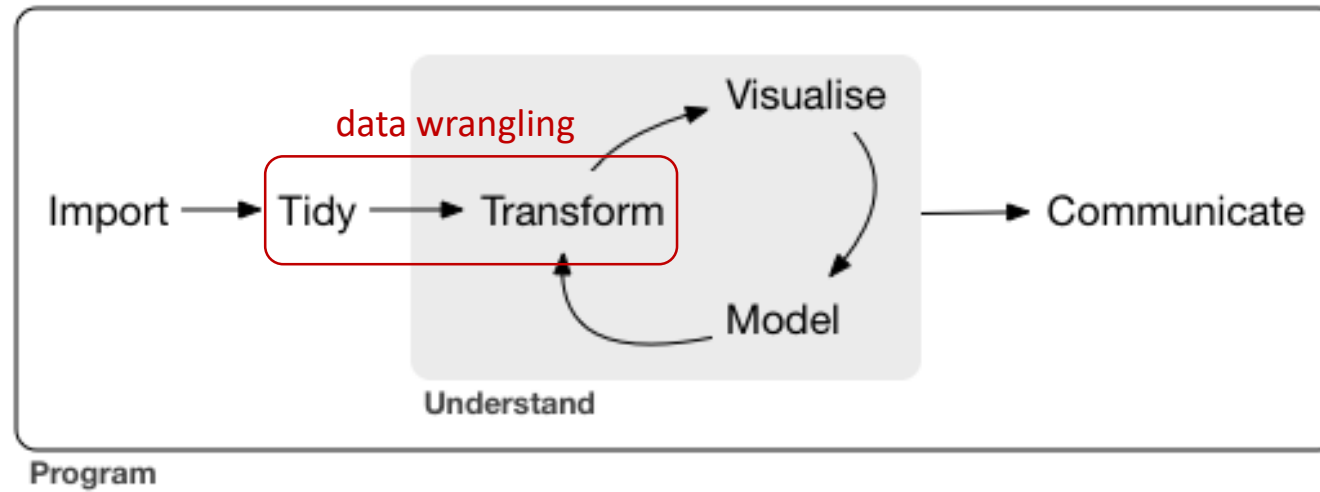 Visualise
data wrangling
Import
Tidy
Transform
Communicate
Model
Understand
Program